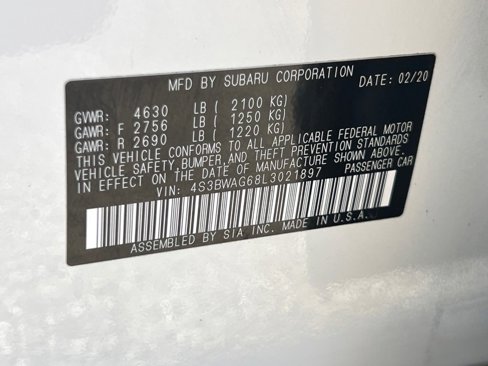 MFD BY SUBARU CORPORATION DATE: 02/20
GVWR: 4630 LB ( 2100 KG)
GAWR: F 2756 LB ( 1250 KG)
GAWR: R 2690 LB ( 1220 KG)
THIS VEHICLE CONFORMS TO ALL APPLICABLE FEDERAL MOTOR
VEHICLE SAFETY, BUMPER, AND THEFT PREVENTION STANDARDS
IN EFFECT ON THE DATE OF MANUFACTURE SHOWN ABOVE.
VIN: 4S3BWAG68L3021897 PASSENGER CAR
ASSEMBLED BY SIA INC. MADE IN U.S.A.